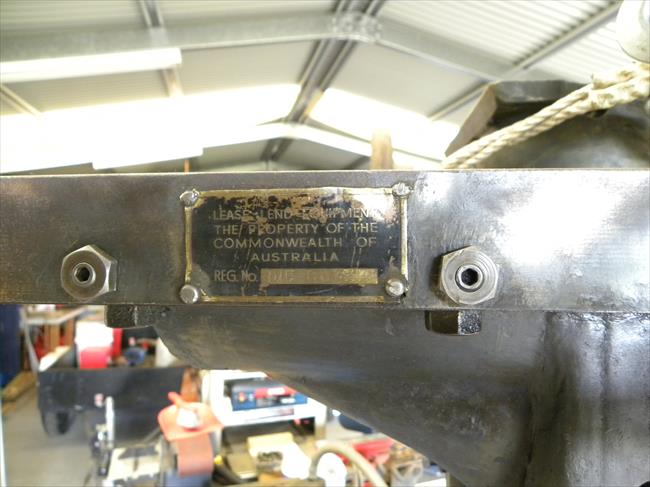 LEASE-LEND EQUIPMENT
THE PROPERTY OF THE
COMMONWEALTH OF
AUSTRALIA
REG. No.